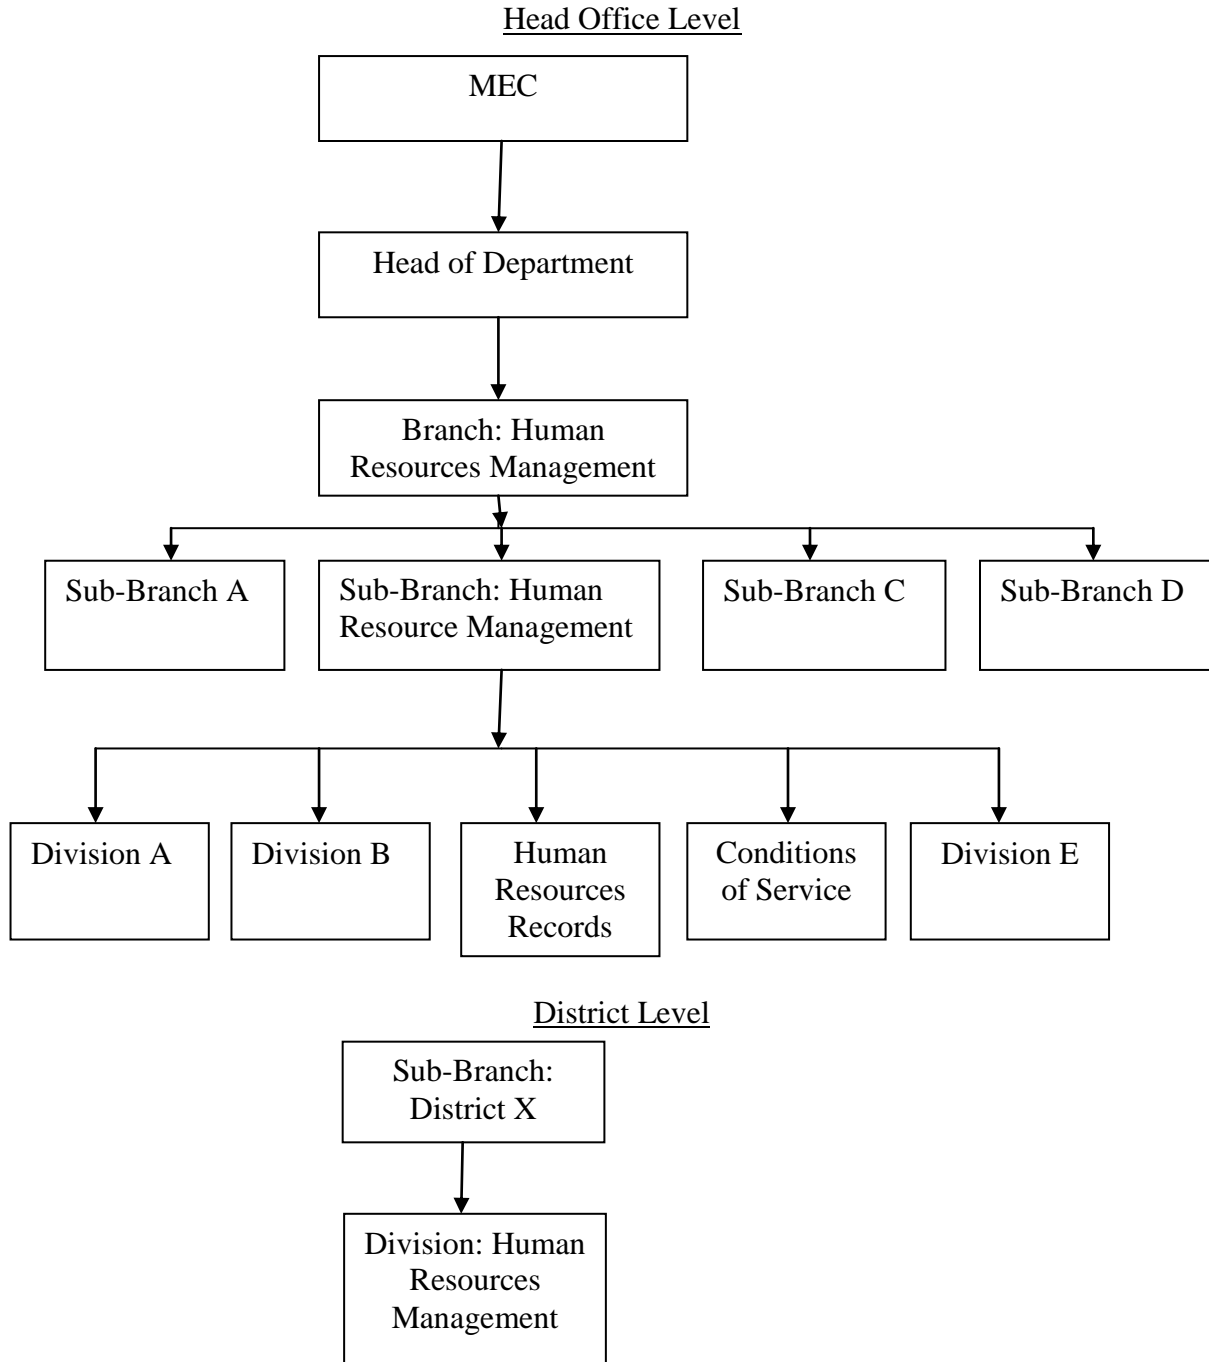 Head Office Level
MEC
Head of Department
Branch: Human
Resources Management
Sub-Branch A
Sub-Branch: Human
Resource Management
Sub-Branch C
Sub-Branch D
Division A
Division B
Human
Resources
Records
Conditions
of Service
Division E
District Level
Sub-Branch:
District X
Division: Human
Resources
Management